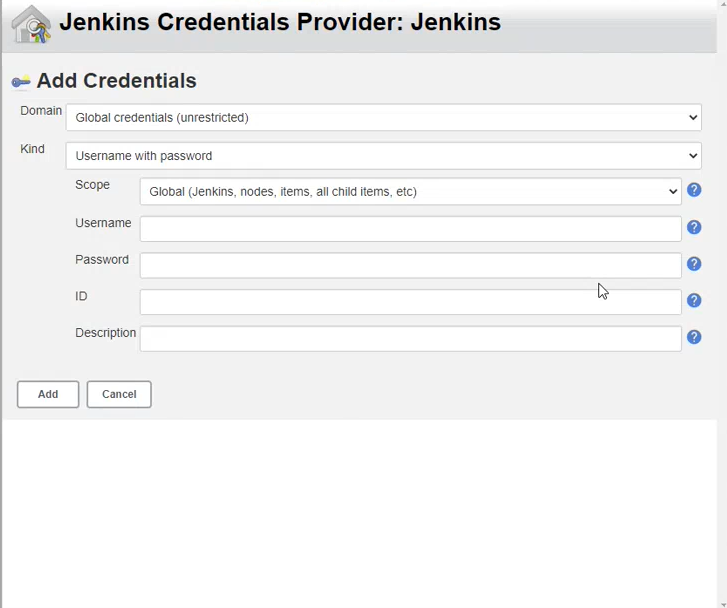 Jenkins Credentials Provider: Jenkins
Add Credentials
Domain Global credentials (unrestricted)
Kind Username with password
Scope Global (Jenkins, nodes, items, all child items, etc) ?
Username ?
Password ?
ID ?
Description ?
Add Cancel